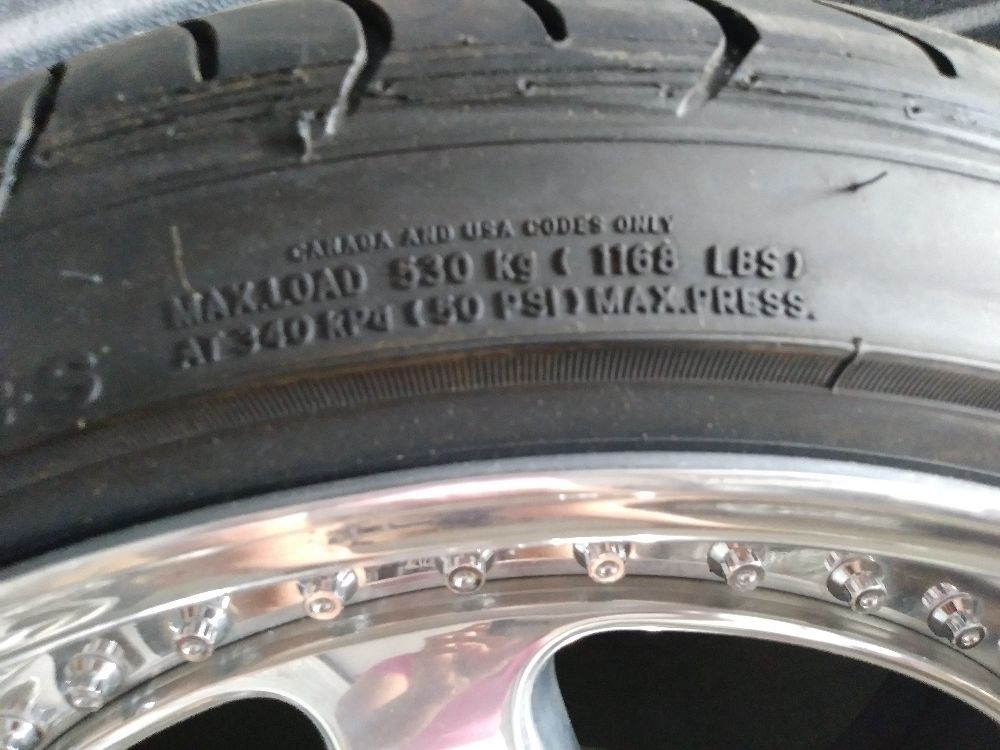 CANADA AND USA CODES ONLY
MAX.LOAD 530 Kg ( 1168 LBS)
AT 340 KPa (50 PSI) MAX.PRESS.
S